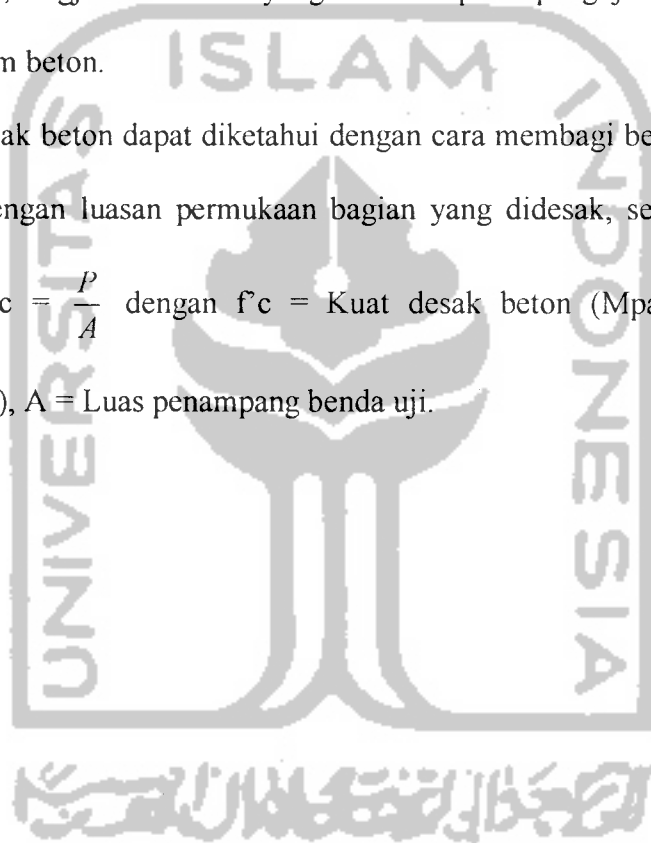 m beton.
ISLAM
ak beton dapat diketahui dengan cara membagi be
engan luasan permukaan bagian yang didesak, se
c = P/A dengan f'c = Kuat desak beton (Mpa
), A = Luas penampang benda uji.
UNIVERSITAS
INDONESIA